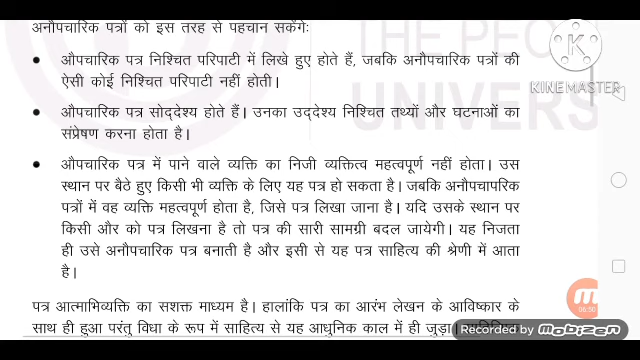 अनौपचारिक पत्रों को इस तरह से पहचान सकेंगेः
THE PEOP
K
● औपचारिक पत्र निश्चित परिपाटी में लिखे हुए होते हैं, जबकि अनौपचारिक पत्रों की
ऐसी कोई निश्चित परिपाटी नहीं होती।
KINEMASTER
UNIVERS
● औपचारिक पत्र सोद्देश्य होते हैं। उनका उद्देश्य निश्चित तथ्यों और घटनाओं का
संप्रेषण करना होता है।
● औपचारिक पत्र में पाने वाले व्यक्ति का निजी व्यक्तित्व महत्वपूर्ण नहीं होता। उस
स्थान पर बैठे हुए किसी भी व्यक्ति के लिए यह पत्र हो सकता है। जबकि अनौपचापरिक
पत्रों में वह व्यक्ति महत्वपूर्ण होता है, जिसे पत्र लिखा जाना है। यदि उसके स्थान पर
किसी और को पत्र लिखना है तो पत्र की सारी सामग्री बदल जायेगी। यह निजता
ही उसे अनौपचारिक पत्र बनाती है और इसी से यह पत्र साहित्य की श्रेणी में आता
है।
M
06:50
पत्र आत्माभिव्यक्ति का सशक्त माध्यम है। हालांकि पत्र का आरंभ लेखन के आविष्कार के
साथ ही हुआ परंतु विधा के रूप में साहित्य से यह आधुनिक काल में ही जुड़ा।
Recorded by MOBIZEN